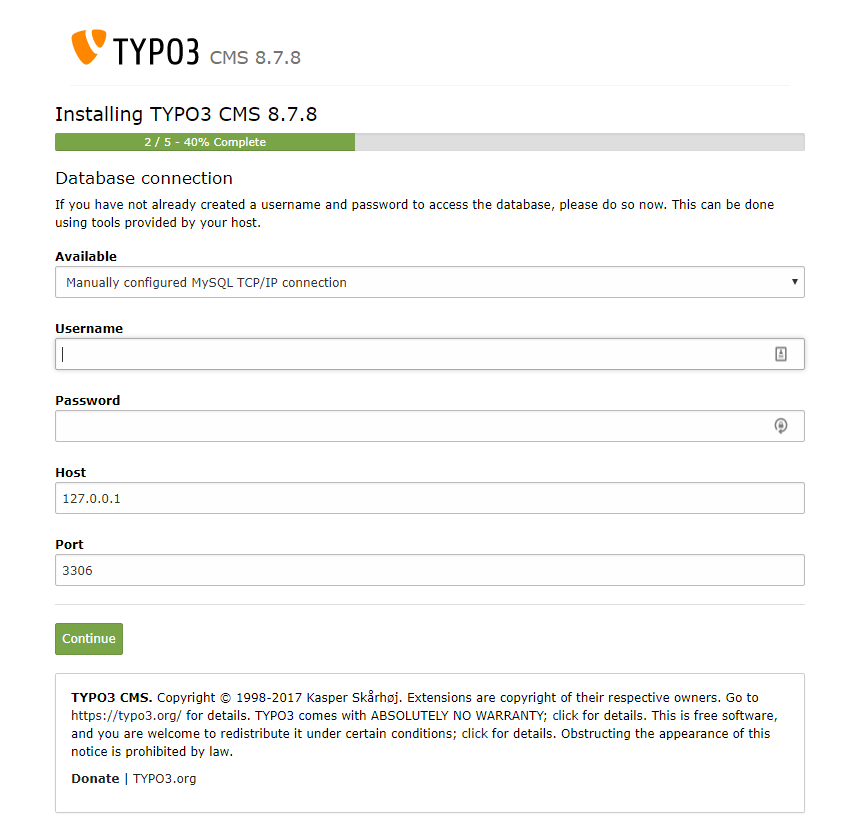 TYPO3 CMS 8.7.8
Installing TYPO3 CMS 8.7.8
2 / 5 - 40% Complete
Database connection
If you have not already created a username and password to access the database, please do so now. This can be done
using tools provided by your host.
Available
Manually configured MySQL TCP/IP connection
Username
Password
Host
127.0.0.1
Port
3306
Continue
TYPO3 CMS. Copyright © 1998-2017 Kasper Skårhøj. Extensions are copyright of their respective owners. Go to
https://typo3.org/ for details. TYPO3 comes with ABSOLUTELY NO WARRANTY; click for details. This is free software,
and you are welcome to redistribute it under certain conditions; click for details. Obstructing the appearance of this
notice is prohibited by law.
Donate | TYPO3.org